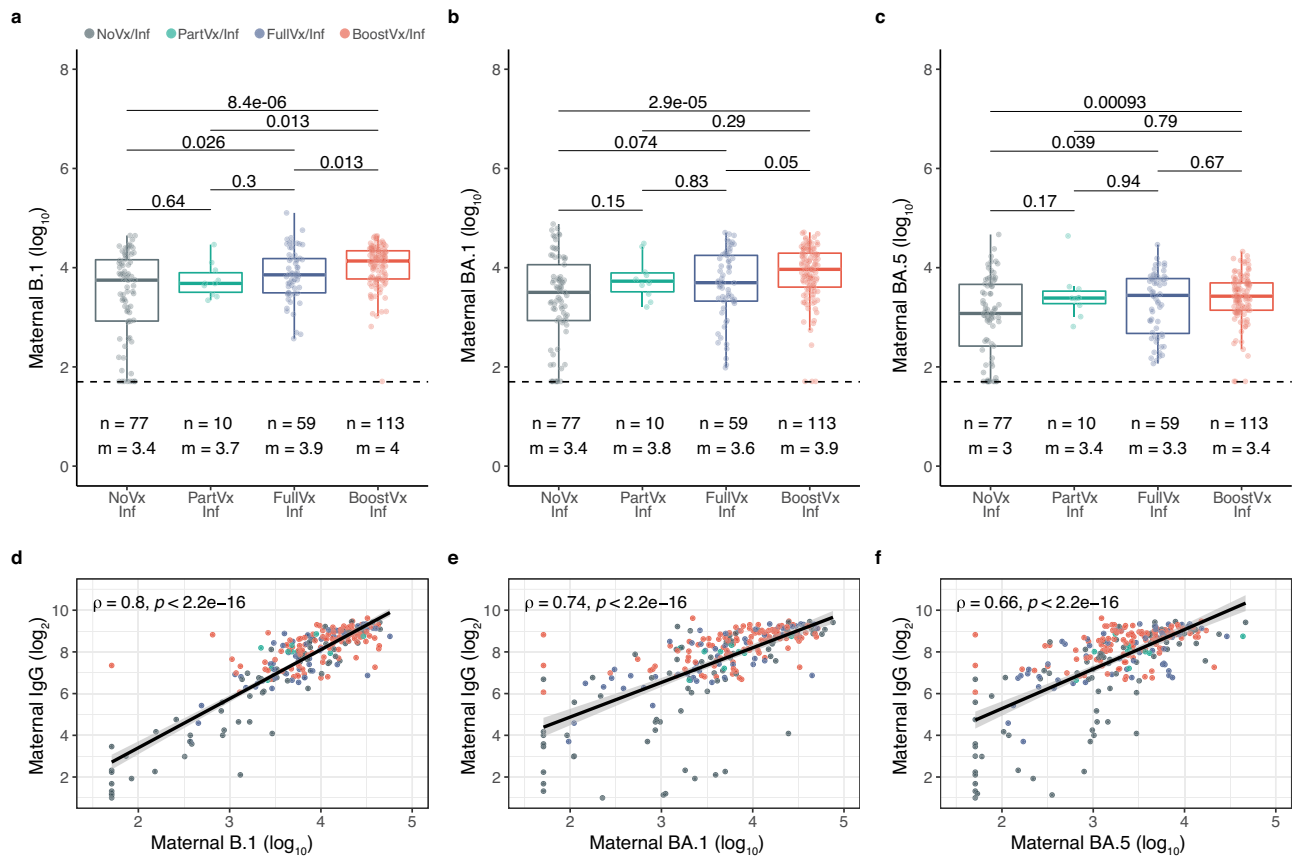 a
b
c
NoVx/Inf PartVx/Inf FullVx/Inf BoostVx/Inf
Maternal B.1 (log10)
8
6
4
2
0
8.4e-06
0.013
0.026
0.013
0.3
0.64
n = 77 n = 10 n = 59 n = 113
m = 3.4 m = 3.7 m = 3.9 m = 4
NoVx PartVx FullVx BoostVx
Inf Inf Inf Inf
Maternal BA.1 (log10)
8
6
4
2
0
2.9e-05
0.29
0.074
0.05
0.83
0.15
n = 77 n = 10 n = 59 n = 113
m = 3.4 m = 3.8 m = 3.6 m = 3.9
NoVx PartVx FullVx BoostVx
Inf Inf Inf Inf
Maternal BA.5 (log10)
8
6
4
2
0
0.00093
0.79
0.039
0.67
0.94
0.17
n = 77 n = 10 n = 59 n = 113
m = 3 m = 3.4 m = 3.3 m = 3.4
NoVx PartVx FullVx BoostVx
Inf Inf Inf Inf
d
e
f
Maternal IgG (log2)
10
8
6
4
2
ρ = 0.8, p < 2.2e−16
2 3 4 5
Maternal B.1 (log10)
Maternal IgG (log2)
10
8
6
4
2
ρ = 0.74, p < 2.2e−16
2 3 4 5
Maternal BA.1 (log10)
Maternal IgG (log2)
10
8
6
4
2
ρ = 0.66, p < 2.2e−16
2 3 4 5
Maternal BA.5 (log10)